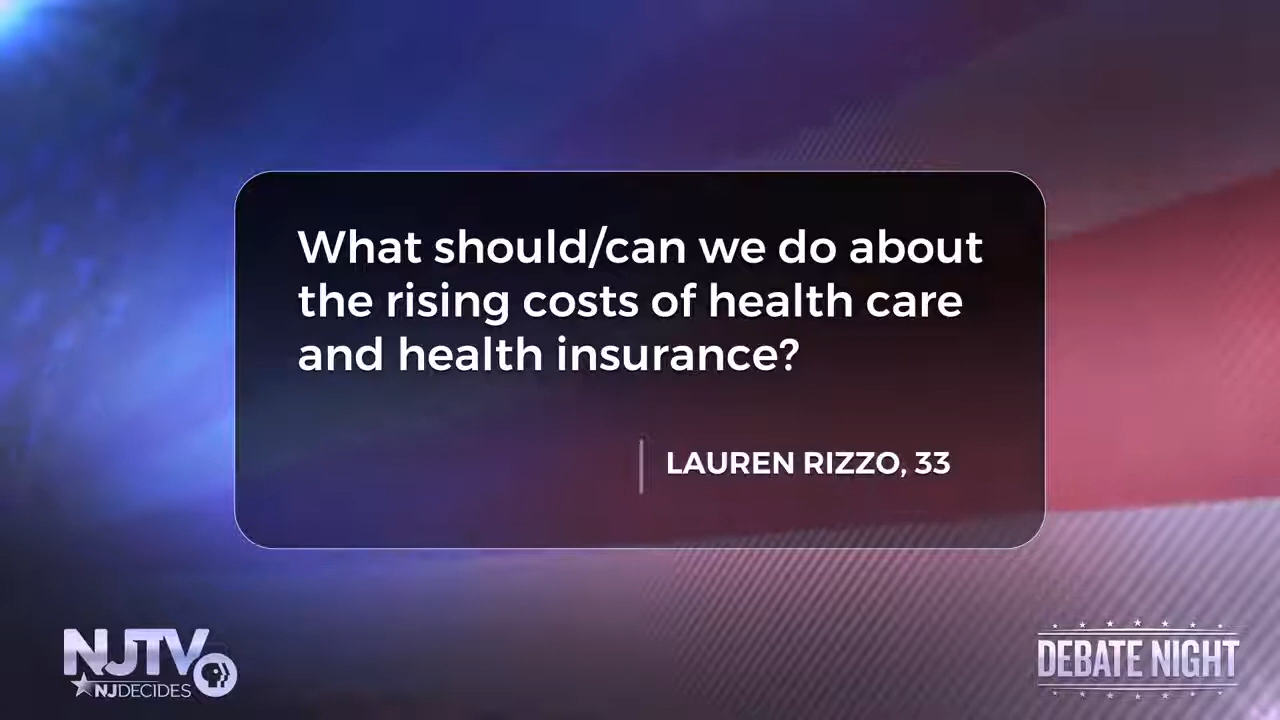 What should/can we do about
the rising costs of health care
and health insurance?
LAUREN RIZZO, 33
NJTV
NJDECIDES
DEBATE NIGHT